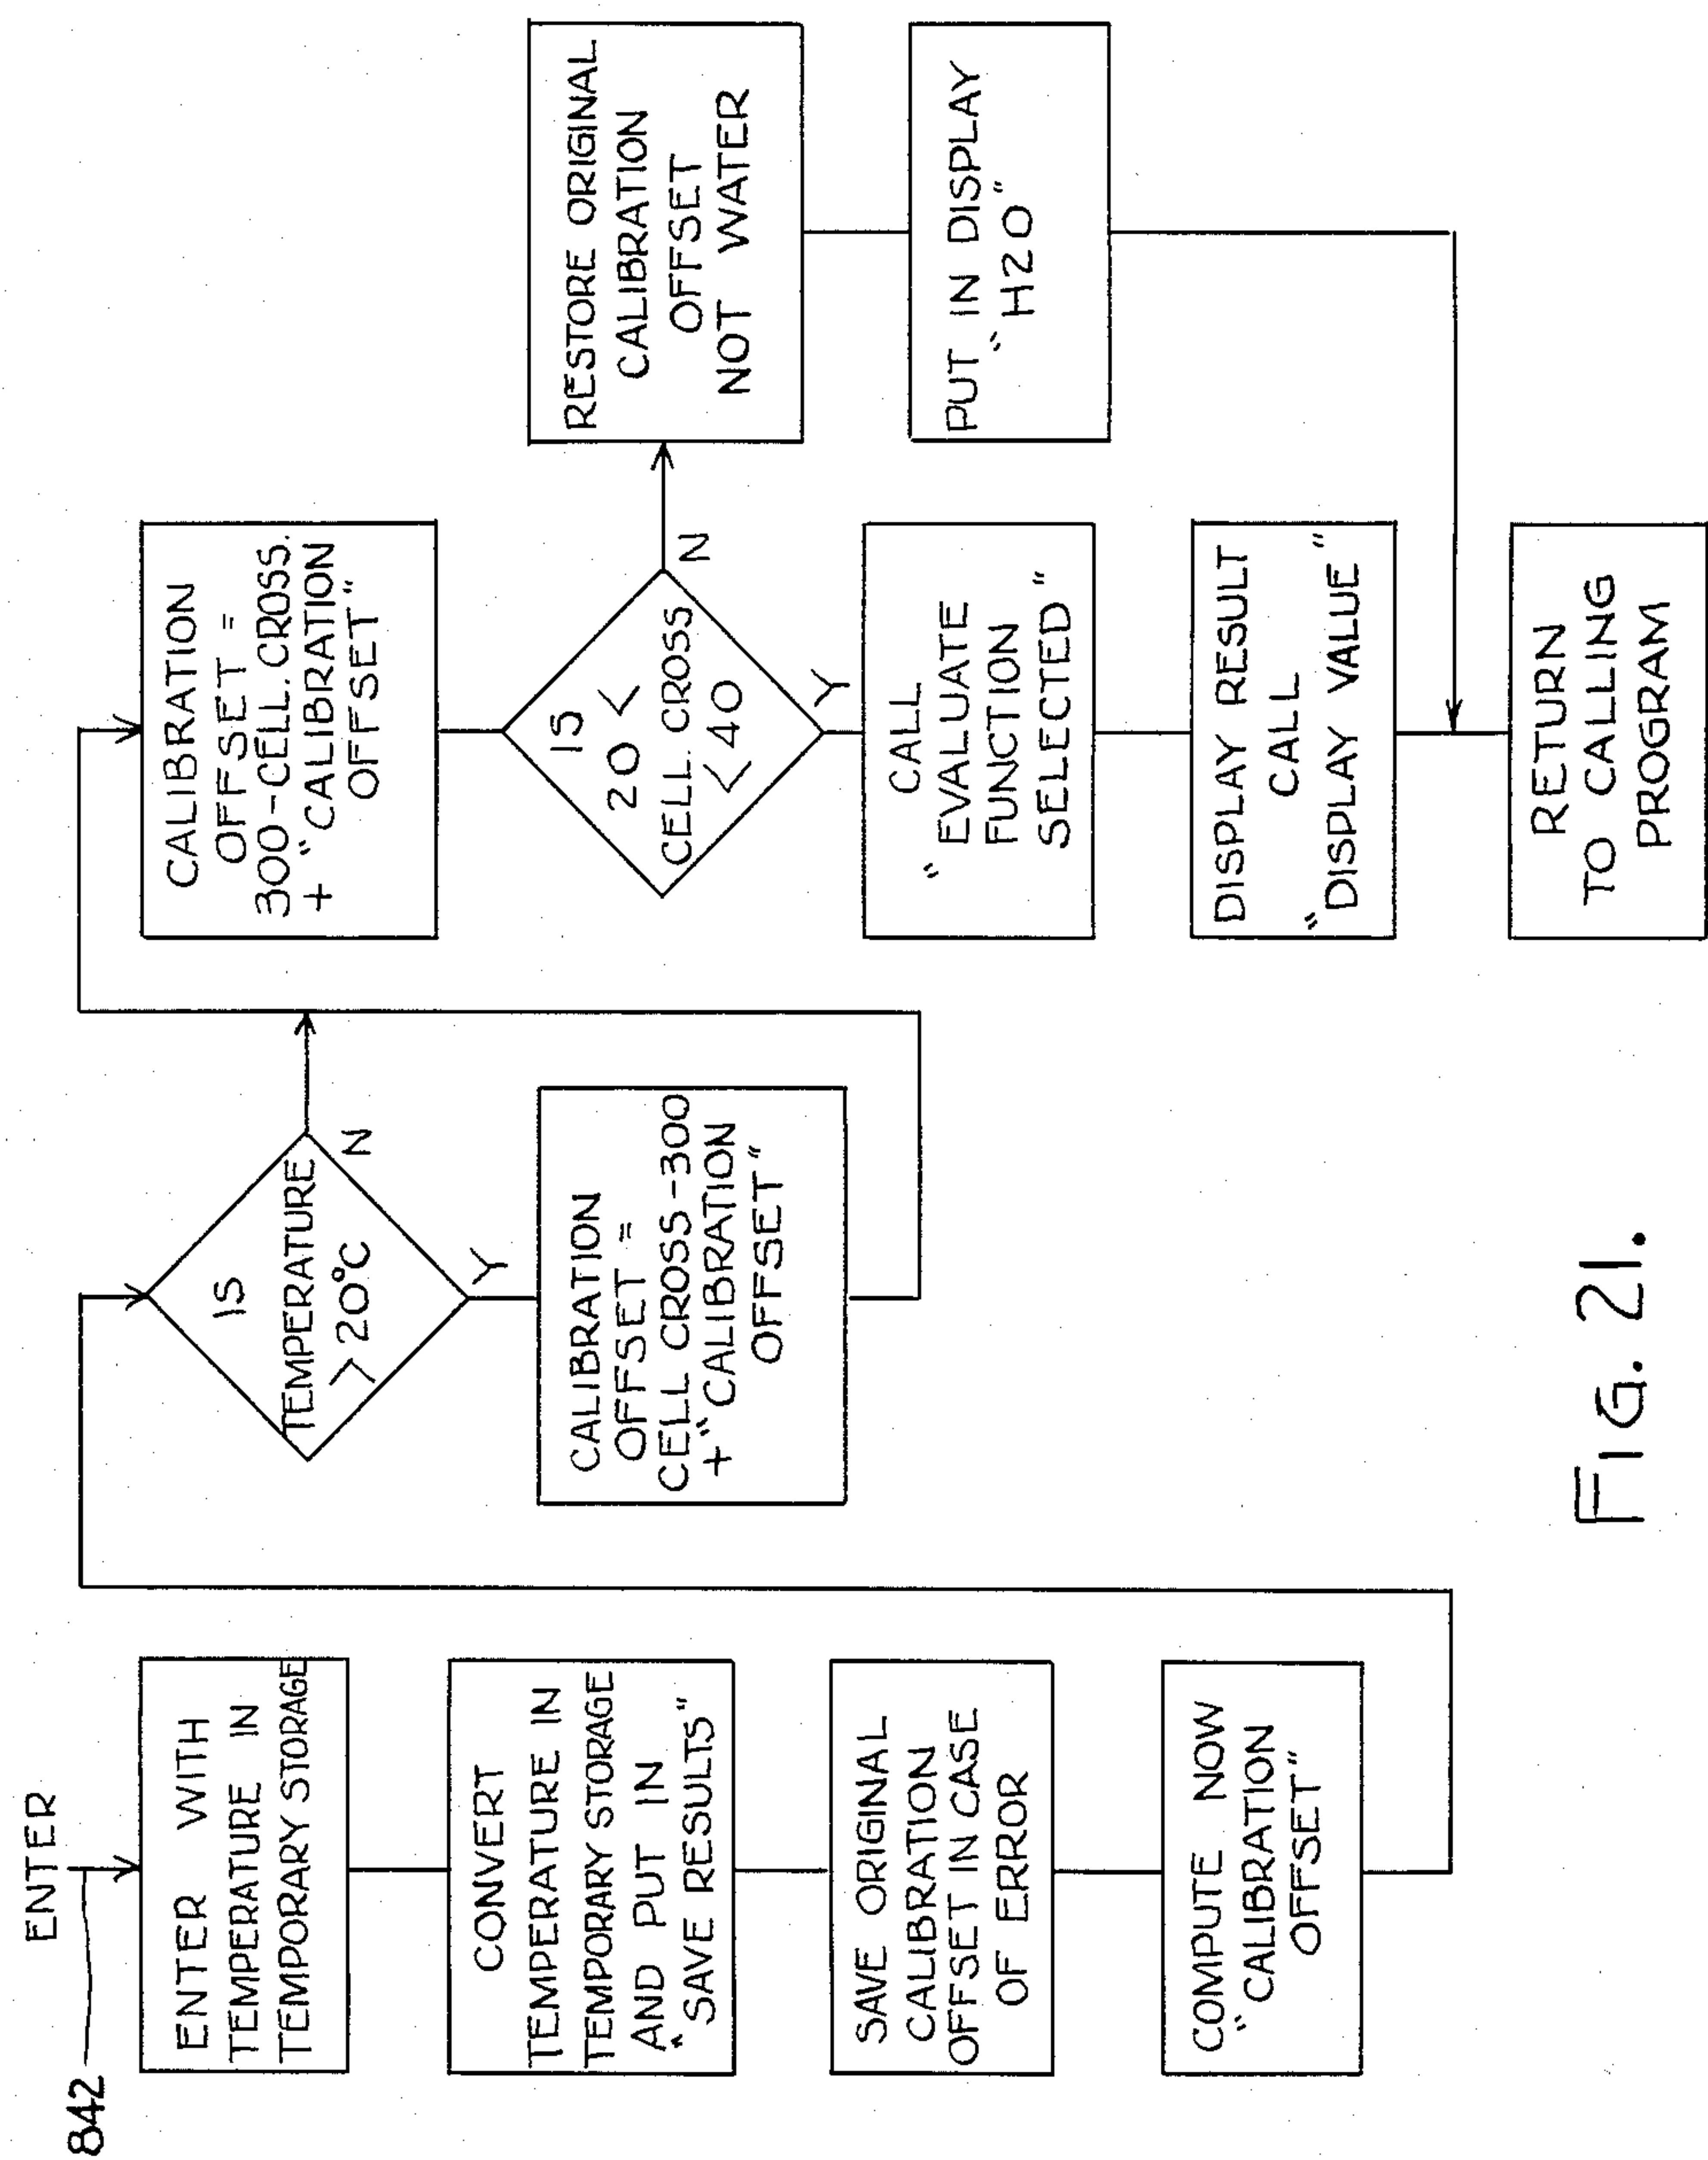 ENTER
842
ENTER WITH
TEMPERATURE IN
TEMPORARY STORAGE
CONVERT
TEMPERATURE IN
TEMPORARY STORAGE
AND PUT IN
"SAVE RESULTS"
SAVE ORIGINAL
CALIBRATION
OFFSET IN CASE
OF ERROR
COMPUTE NOW
"CALIBRATION
OFFSET"
IS
TEMPERATURE
>20°C
N
Y
CALIBRATION
OFFSET =
CELL CROSS-300
+"CALIBRATION
OFFSET"
CALIBRATION
OFFSET =
300-CELL.CROSS.
+"CALIBRATION
OFFSET"
IS
20 <
CELL.CROSS
< 40
N
Y
CALL
"EVALUATE
FUNCTION
SELECTED"
DISPLAY RESULT
CALL
"DISPLAY VALUE"
RETURN
TO CALLING
PROGRAM
RESTORE ORIGINAL
CALIBRATION
OFFSET
NOT WATER
PUT IN DISPLAY
"H2O"
FIG. 21.